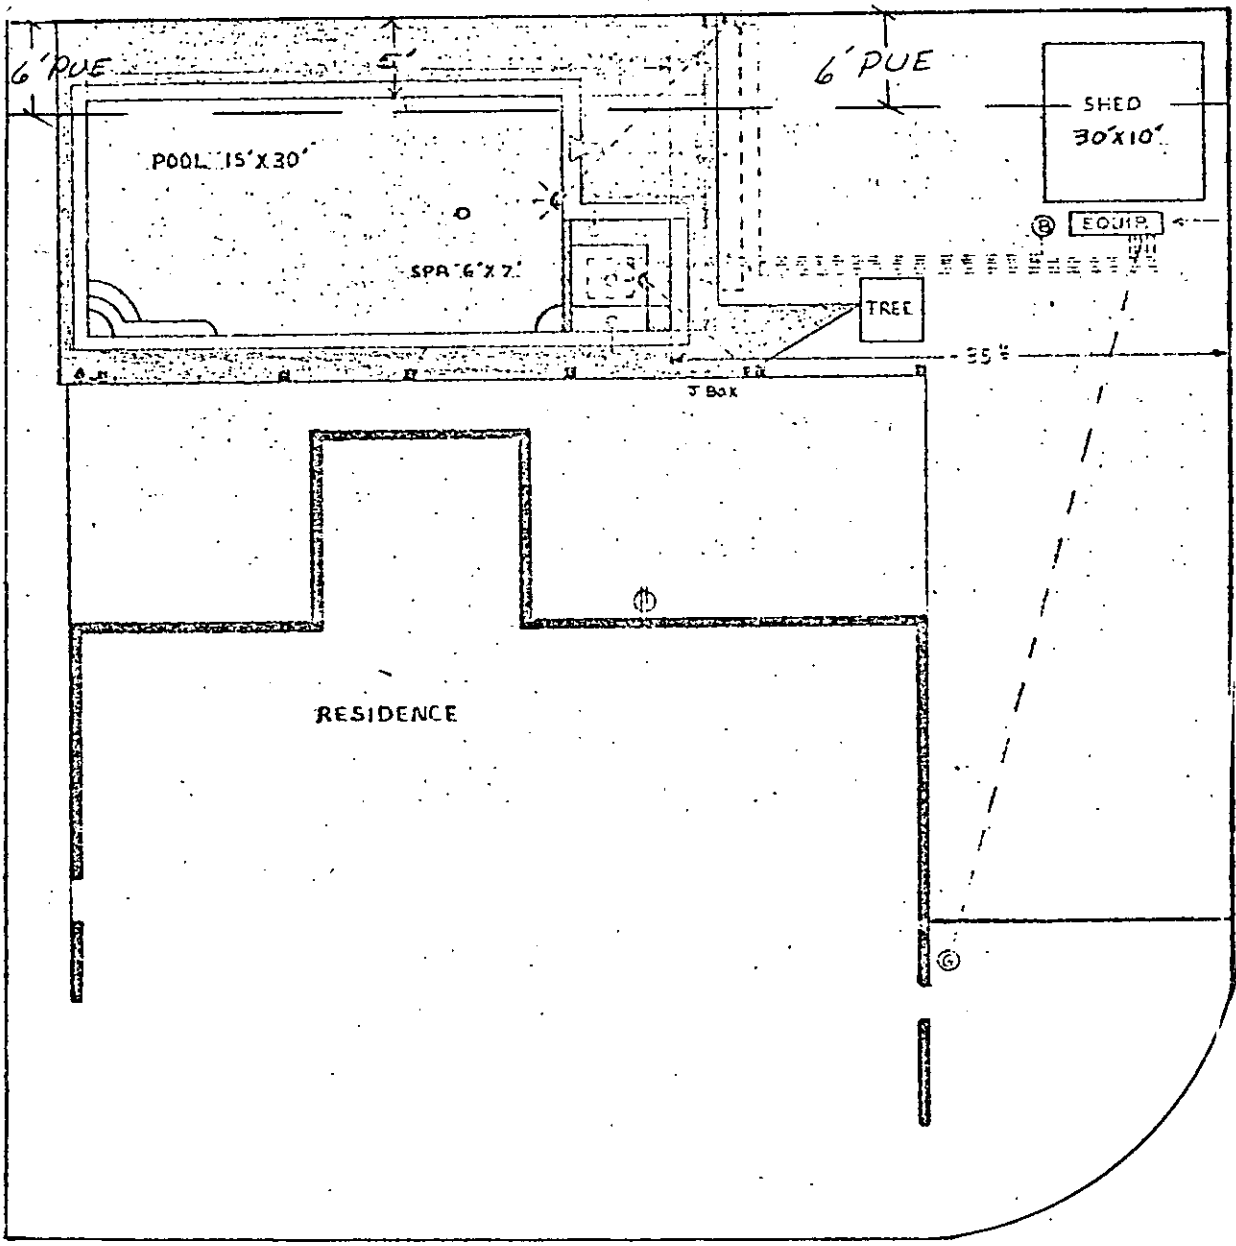 6' PUE
5'
6' PUE
SHED
30'X10'
POOL 15'X30'
SPA 6'X7'
B
EQUIP.
TREE
35'
J BOX
RESIDENCE
G